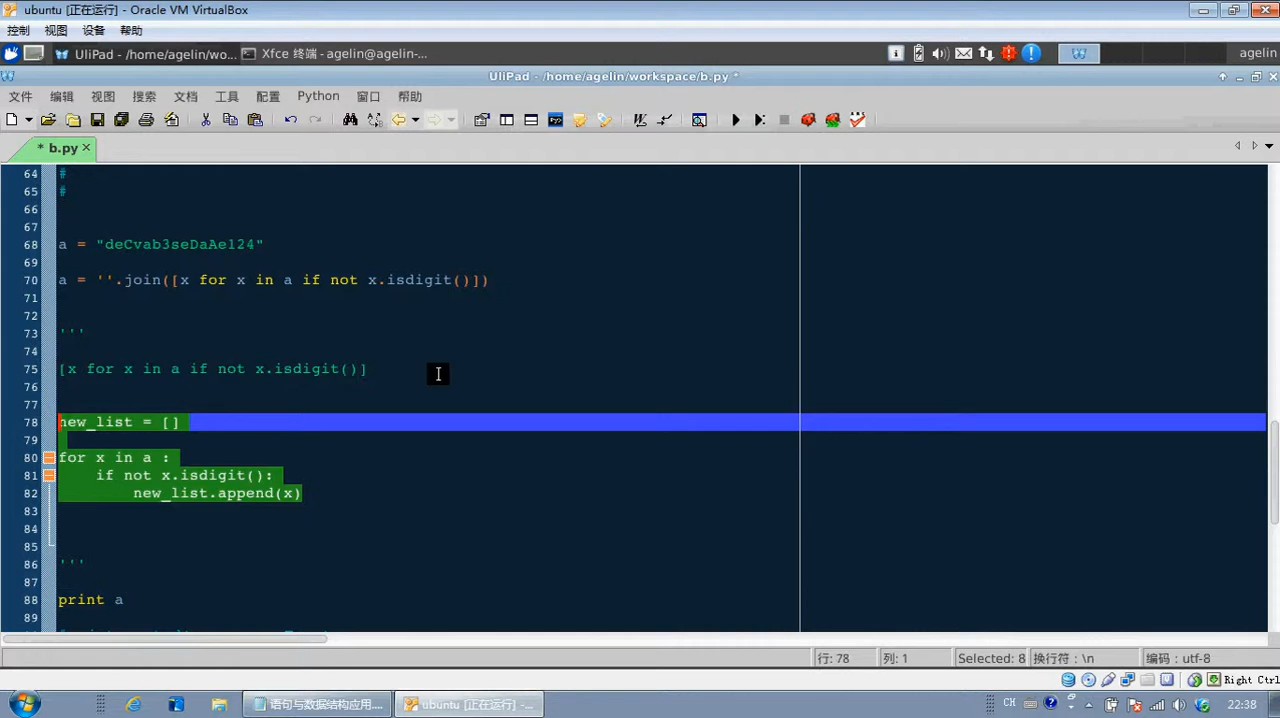 ubuntu [正在运行] - Oracle VM VirtualBox
控制 视图 设备 帮助
UliPad - /home/agelin/wo... Xfce 终端 - agelin@agelin-... agelin
UliPad - /home/agelin/workspace/b.py *
文件 编辑 视图 搜索 文档 工具 配置 Python 窗口 帮助
* b.py
64 #
65 #
66
67
68 a = "deCvab3seDaAe124"
69
70 a = ''.join([x for x in a if not x.isdigit()])
71
72
73 '''
74
75 [x for x in a if not x.isdigit()]
76
77
78 new_list = []
79
80 for x in a :
81 if not x.isdigit():
82 new_list.append(x)
83
84
85
86 '''
87
88 print a
89
行: 78 列: 1 Selected: 8 换行符：\n 编码：utf-8
Right Ctrl
语句与数据结构应用... ubuntu [正在运行] -... CH 22:38